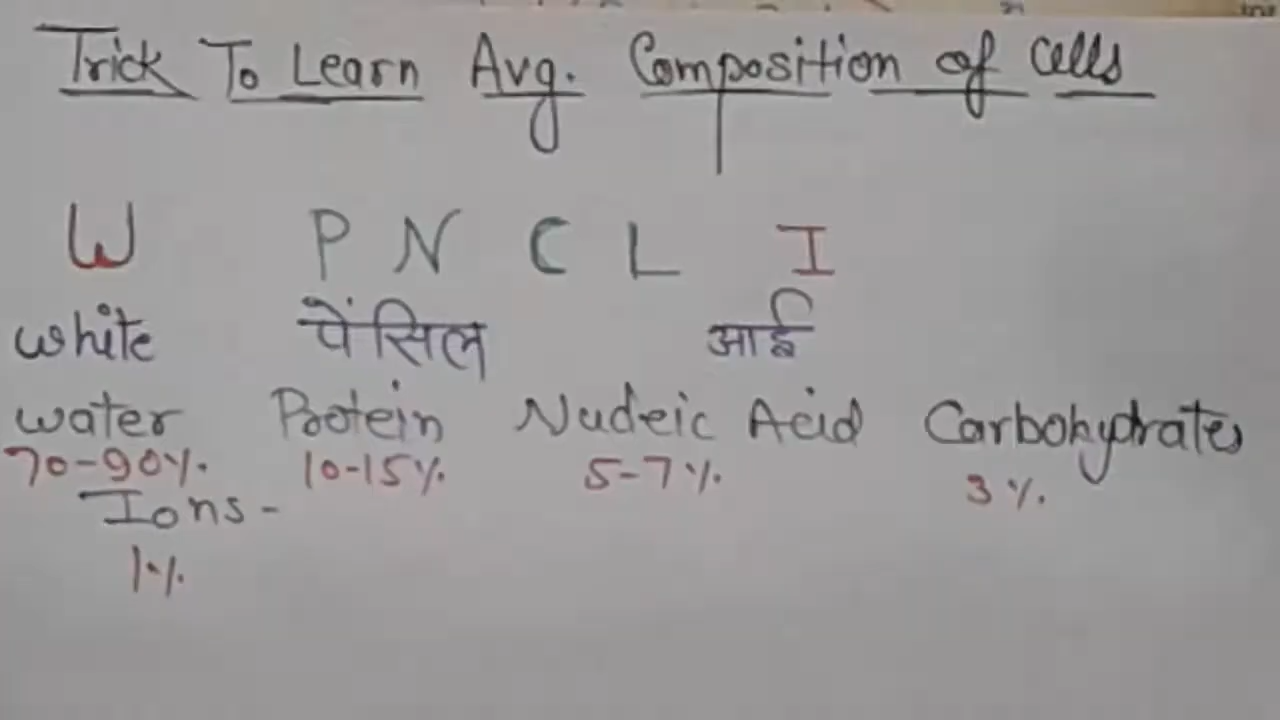 Trick To Learn Avg. Composition of Cells
W P N C L I
White पेंसिल आई
Water Protein Nucleic Acid Carbohydrates
70-90%. 10-15%. 5-7%. 3%.
Ions -
1%.